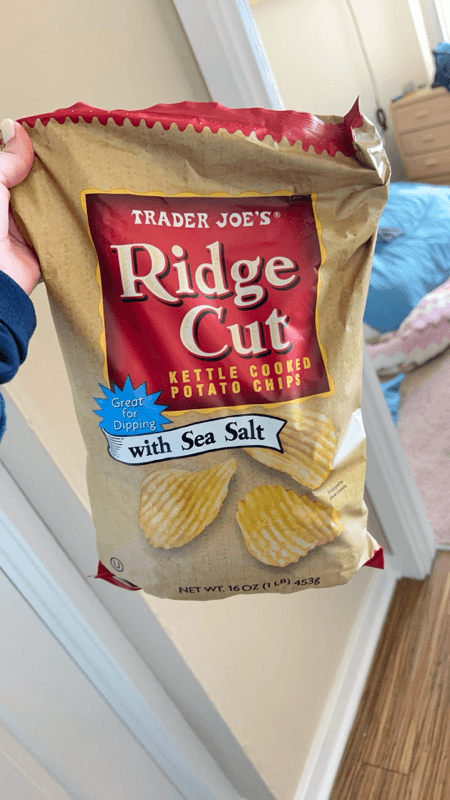 TRADER JOE'S®
Ridge
Cut
KETTLE COOKED
POTATO CHIPS
Great
for
Dipping
with Sea Salt
U
NET WT. 16 OZ (1 LB) 453g